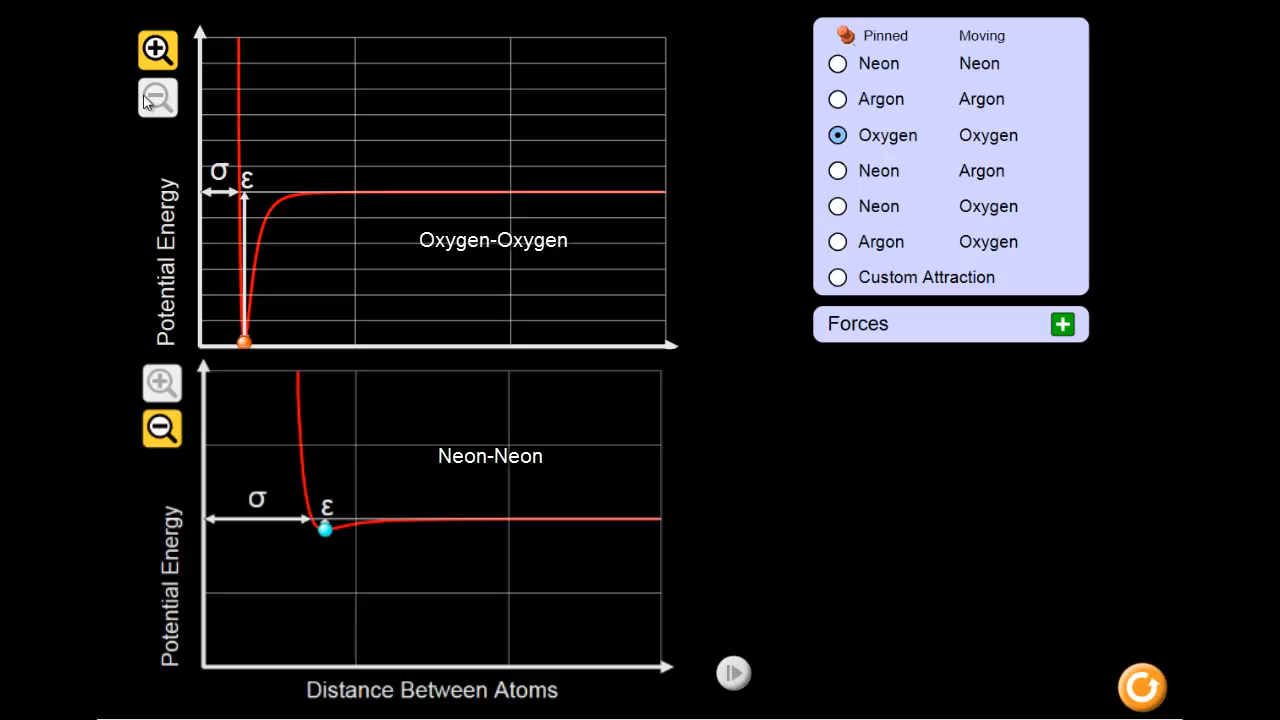 Pinned Moving
Neon Neon
Argon Argon
Oxygen Oxygen
Neon Argon
Neon Oxygen
Argon Oxygen
Custom Attraction
Forces
σ
ε
Potential Energy
Oxygen-Oxygen
Neon-Neon
σ
ε
Potential Energy
Distance Between Atoms